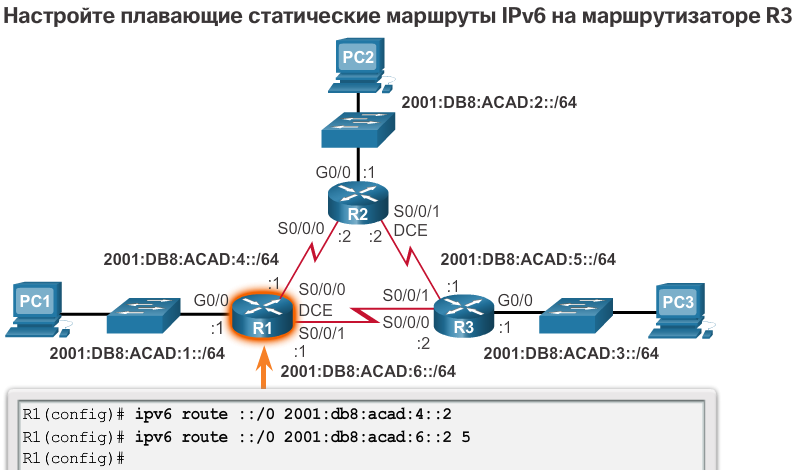 Настройте плавающие статические маршруты IPv6 на маршрутизаторе R3
PC2
2001:DB8:ACAD:2::/64
G0/0 :1
R2
S0/0/0 S0/0/1
DCE
:2 :2
2001:DB8:ACAD:4::/64 2001:DB8:ACAD:5::/64
PC1 G0/0 :1 S0/0/0 S0/0/1 :1 G0/0 PC3
DCE
:1 R1 S0/0/1 S0/0/0 R3 :1
:1 :2
2001:DB8:ACAD:1::/64 2001:DB8:ACAD:3::/64
2001:DB8:ACAD:6::/64
R1(config)# ipv6 route ::/0 2001:db8:acad:4::2
R1(config)# ipv6 route ::/0 2001:db8:acad:6::2 5
R1(config)#